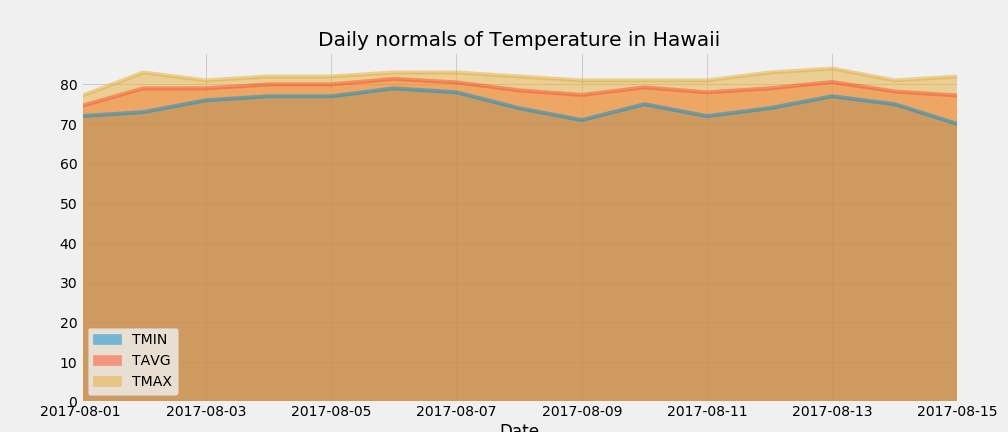 Daily normals of Temperature in Hawaii
80
70
60
50
40
30
20
10
0
TMIN
TAVG
TMAX
2017-08-01 2017-08-03 2017-08-05 2017-08-07 2017-08-09 2017-08-11 2017-08-13 2017-08-15
Date